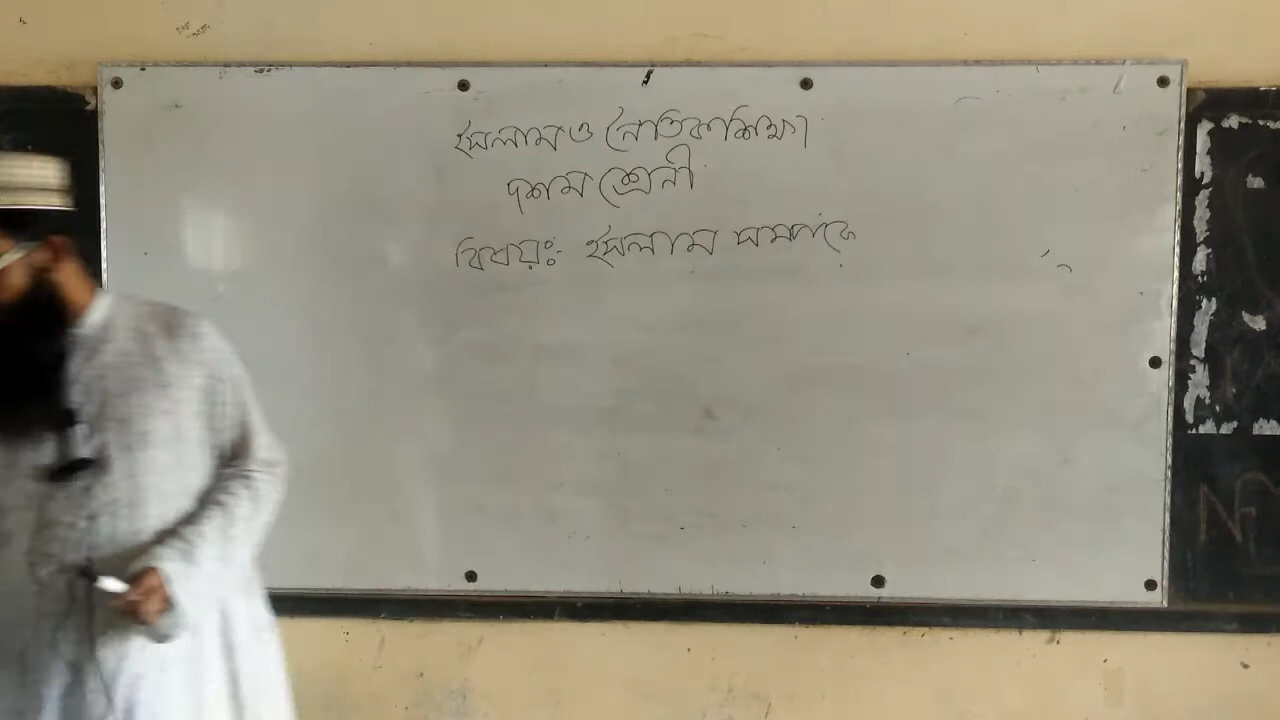 ইসলাম ও নৈতিক শিক্ষা
দশম শ্রেনী
বিষয়ঃ ইসলাম সম্পর্কে